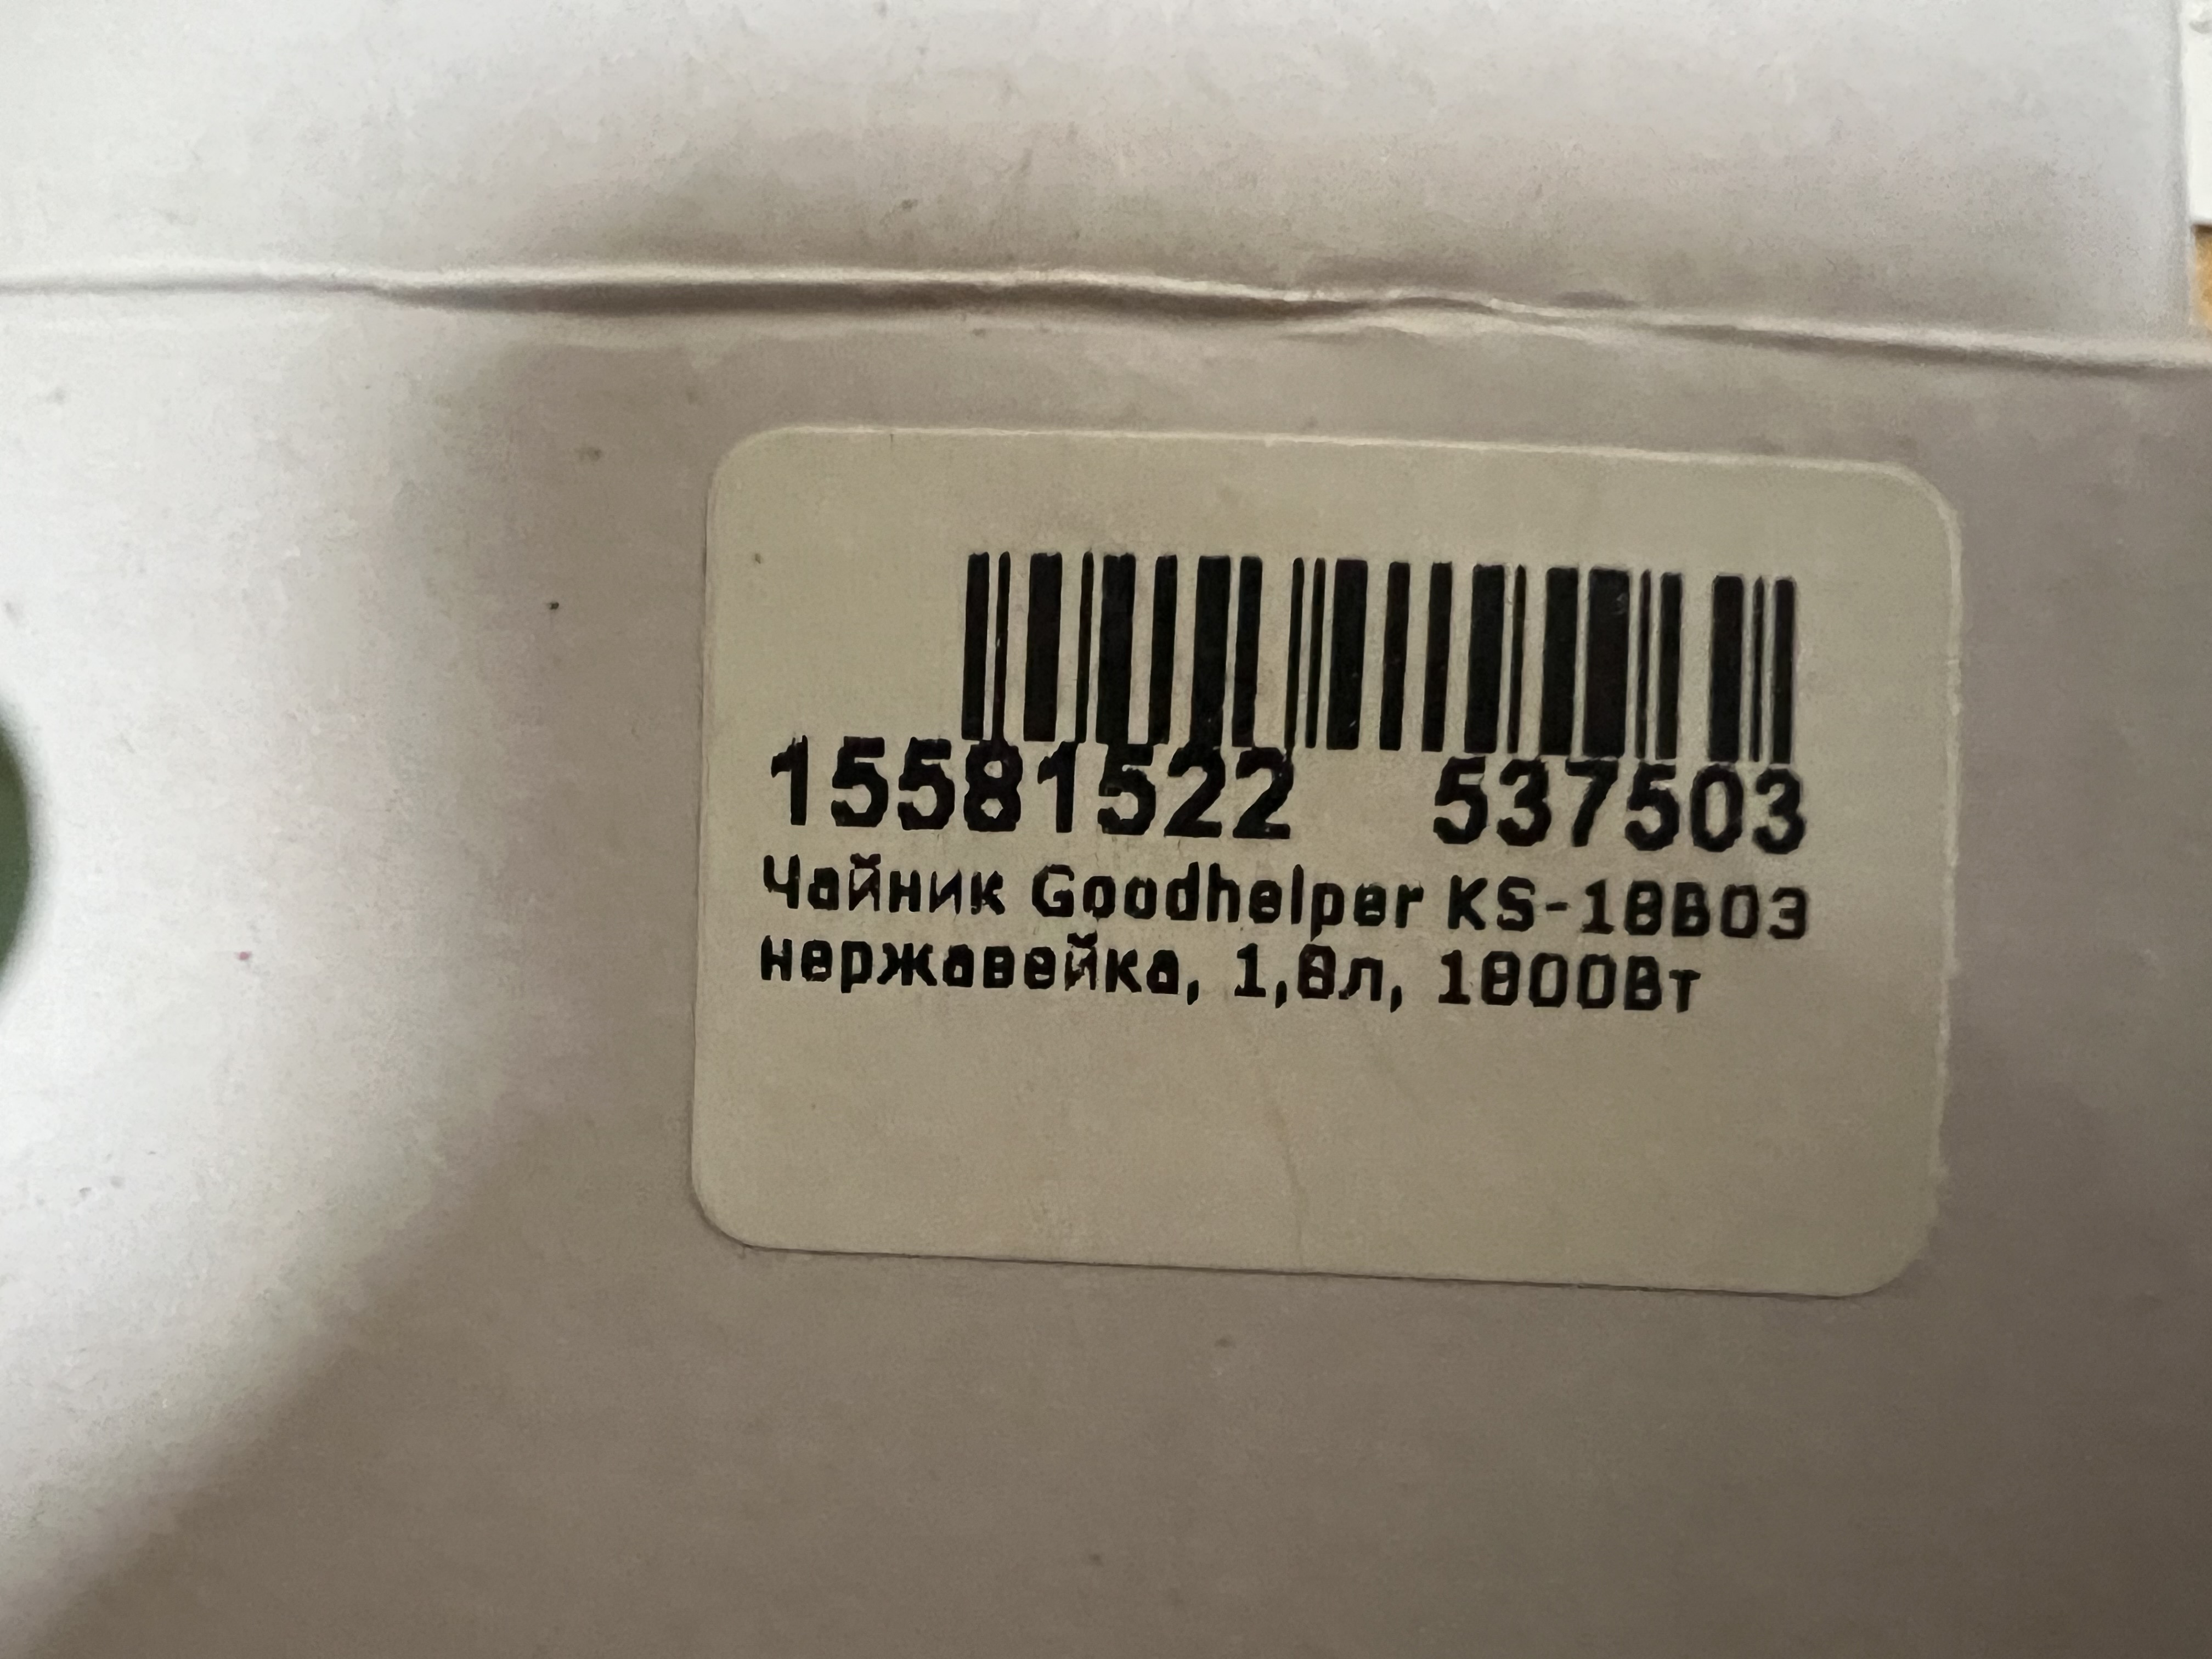 15581522 537503
Чайник Goodhelper KS-18B03
нержавейка, 1,8л, 1800Вт